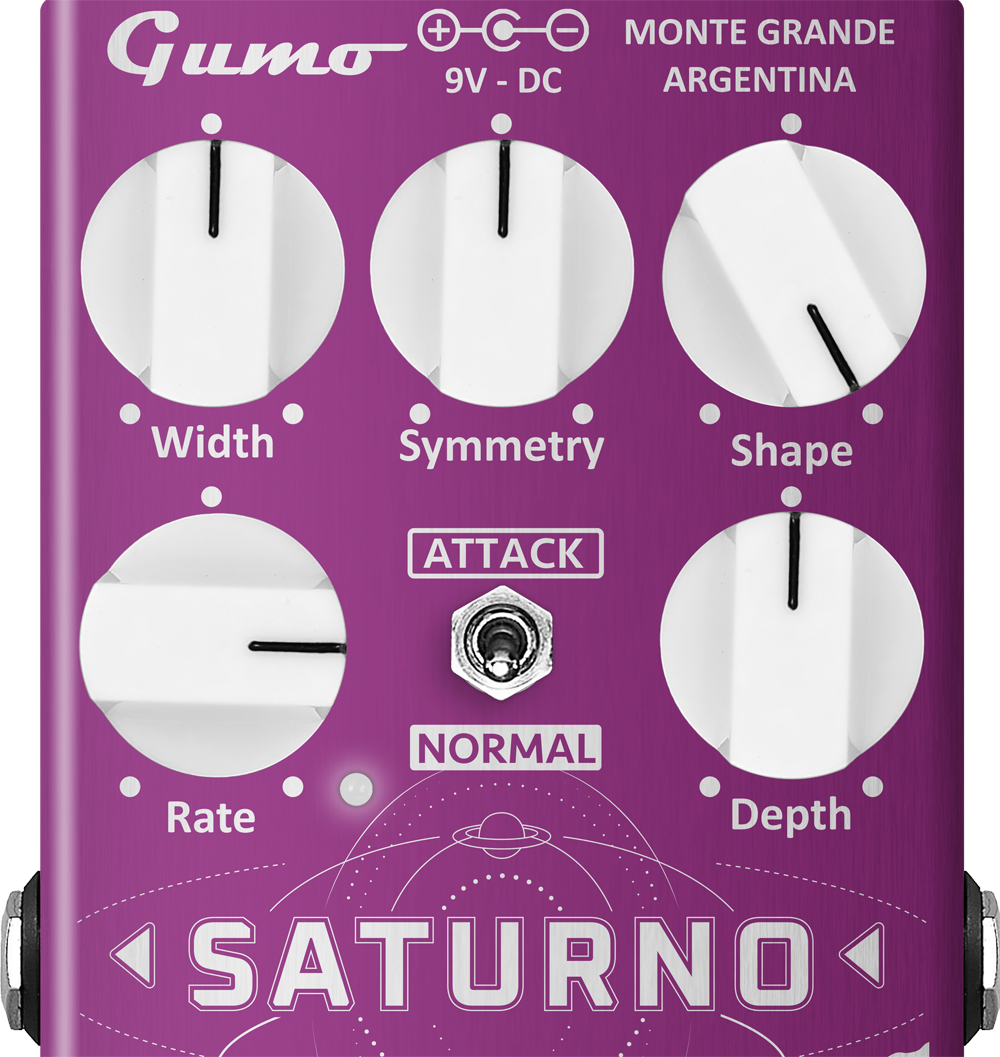 Gumo
9V - DC
MONTE GRANDE
ARGENTINA
Width
Symmetry
Shape
ATTACK
NORMAL
Rate
Depth
SATURNO